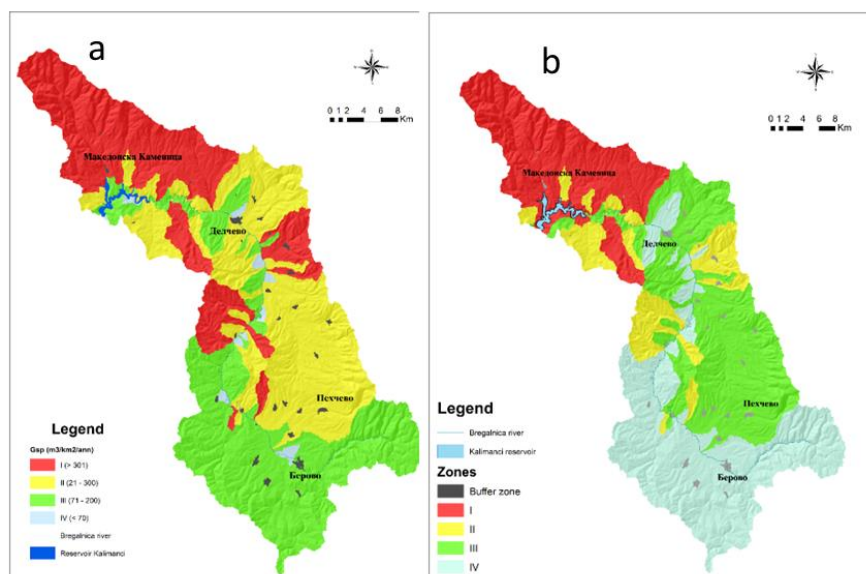 a
0 1 2 4 6 8
Km
Македонска Каменица
Делчево
Пехчево
Берово
Legend
Gsp (m3/km2/ann)
I (> 301)
II (21 - 300)
III (71 - 200)
IV (< 70)
Bregalnica river
Reservoir Kalimanci
b
0 1 2 4 6 8
Km
Македонска Каменица
Делчево
Пехчево
Берово
Legend
Bregalnica river
Kalimanci reservoir
Zones
Buffer zone
I
II
III
IV